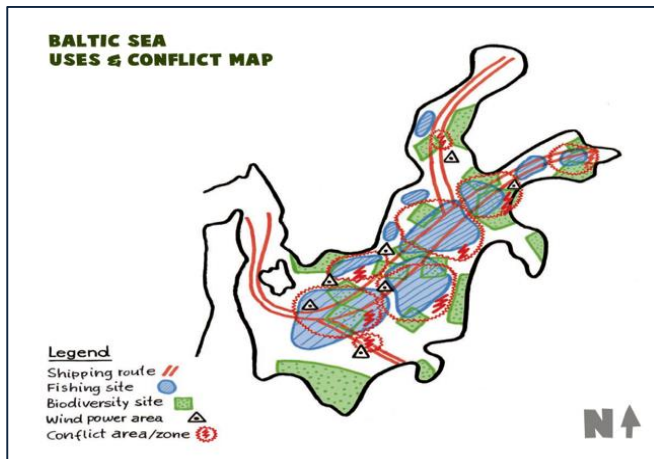 BALTIC SEA
USES & CONFLICT MAP
Legend
Shipping route
Fishing site
Biodiversity site
Wind power area
Conflict area/zone
N